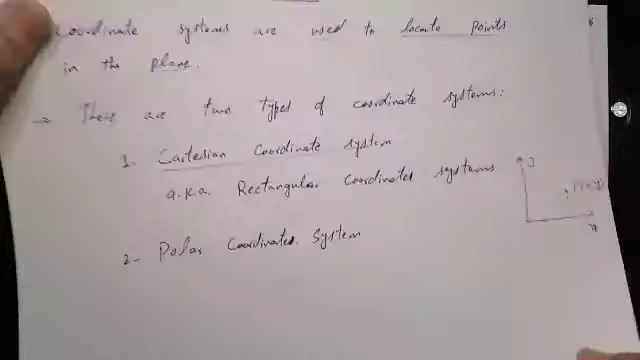 Coordinate systems are used to locate points
in the plane.
→ There are two types of coordinate systems:
1- Cartesian Coordinate system
a.k.a. Rectangular Coordinates systems
2- Polar Coordinates System